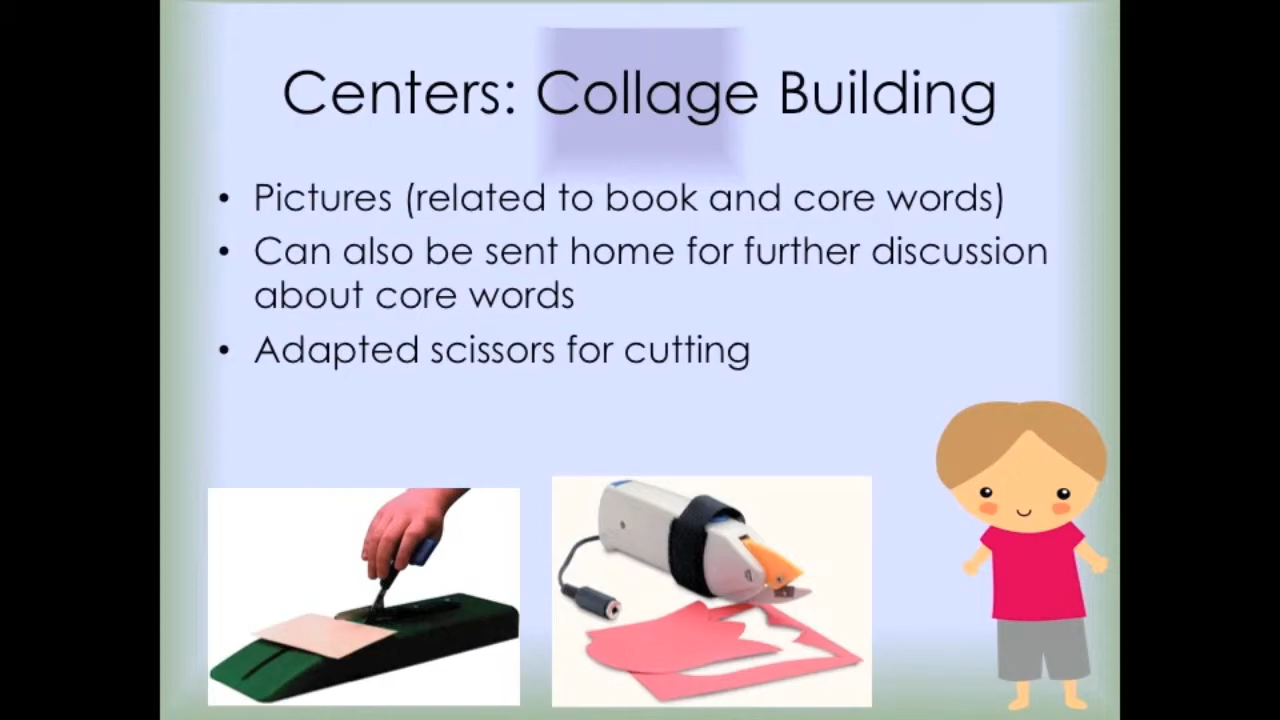 Centers: Collage Building
• Pictures (related to book and core words)
• Can also be sent home for further discussion
about core words
• Adapted scissors for cutting